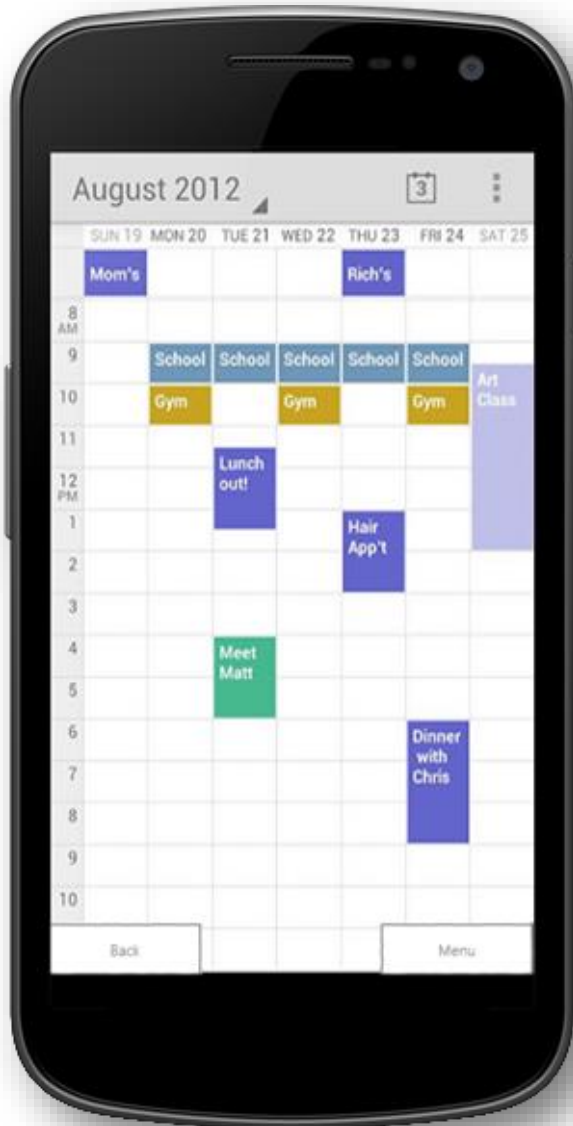 August 2012
3
SUN 19 MON 20 TUE 21 WED 22 THU 23 FRI 24 SAT 25
Mom's Rich's
8
AM
9 School School School School School
Art
10 Gym Gym Gym Class
11
Lunch
12 out!
PM
1 Hair
App't
2
3
4 Meet
Matt
5
6 Dinner
with
7 Chris
8
9
10
Back Menu